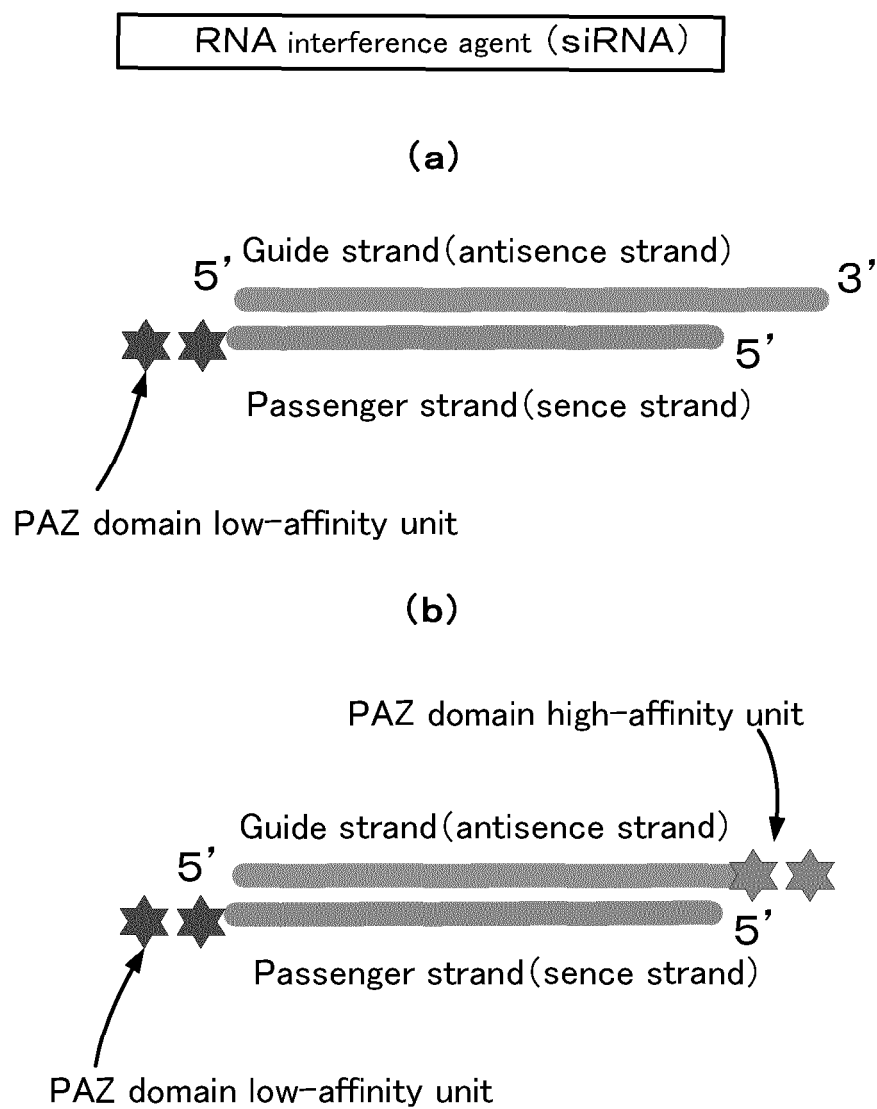 RNA interference agent (siRNA)
(a)
5’ Guide strand(antisence strand) 3’
5’
Passenger strand(sence strand)
PAZ domain low-affinity unit
(b)
PAZ domain high-affinity unit
Guide strand(antisence strand)
5’
5’
Passenger strand(sence strand)
PAZ domain low-affinity unit